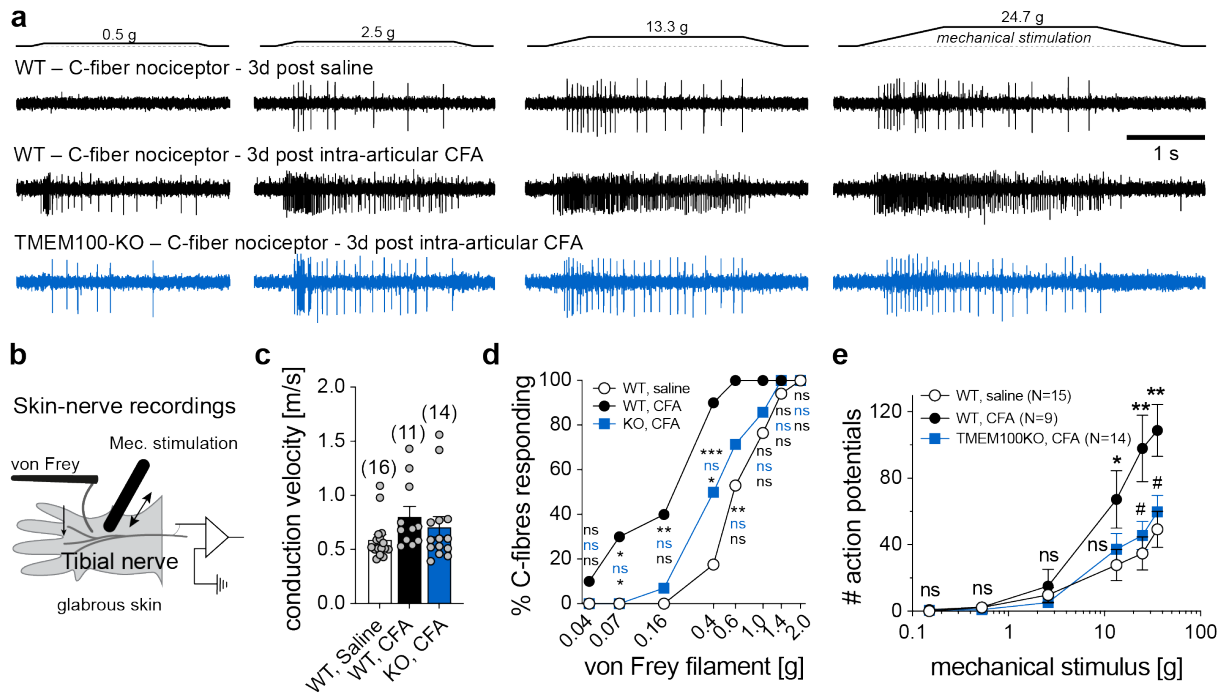 a
0.5 g
2.5 g
13.3 g
24.7 g
mechanical stimulation
WT – C-fiber nociceptor - 3d post saline
1 s
WT – C-fiber nociceptor - 3d post intra-articular CFA
TMEM100-KO – C-fiber nociceptor - 3d post intra-articular CFA
b
Skin-nerve recordings
Mec. stimulation
von Frey
Tibial nerve
glabrous skin
c
conduction velocity [m/s]
2.0
1.5
1.0
0.5
0.0
(16)
(11)
(14)
WT, Saline
WT, CFA
KO, CFA
d
% C-fibres responding
100
80
60
40
20
0
WT, saline
WT, CFA
KO, CFA
ns
ns
ns
*
ns
*
**
ns
ns
***
ns
*
**
ns
ns
ns
ns
ns
ns
ns
ns
ns
ns
ns
0.04
0.07
0.16
0.4
0.6
1.0
1.4
2.0
von Frey filament [g]
e
# action potentials
120
90
60
30
0
WT, saline (N=15)
WT, CFA (N=9)
TMEM100KO, CFA (N=14)
ns
ns
ns
ns
*
**
**
#
#
0.1
1
10
100
mechanical stimulus [g]